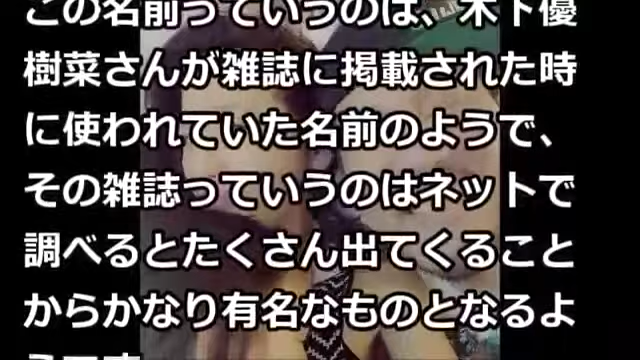 この名前っていうのは、木下優
樹菜さんが雑誌に掲載された時
に使われていた名前のようで、
その雑誌っていうのはネットで
調べるとたくさん出てくること
からかなり有名なものとなるよ
うです